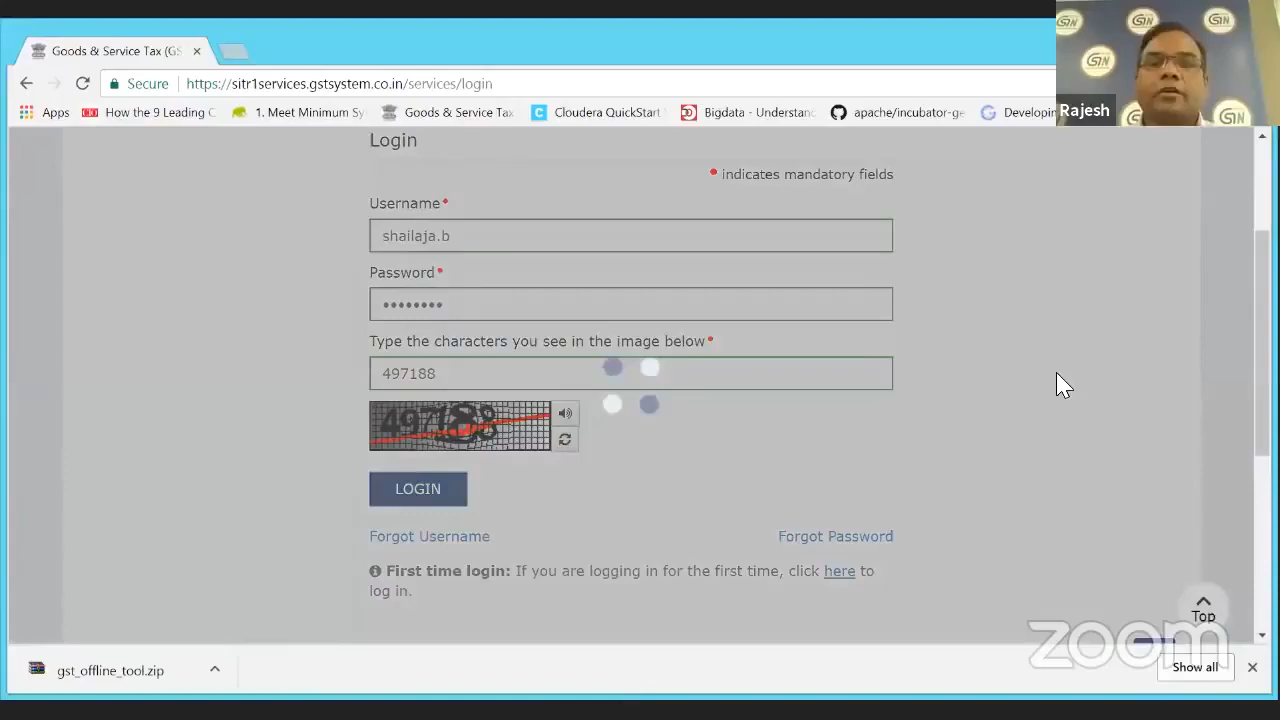 Goods & Service Tax (GS
Secure
https://sitr1services.gstsystem.co.in/services/login
Apps
How the 9 Leading C
1. Meet Minimum Sy
Goods & Service Tax
Cloudera QuickStart
Bigdata - Understanc
apache/incubator-ge
Developin
Rajesh
Login
• indicates mandatory fields
Username•
shailaja.b
Password•
••••••••
Type the characters you see in the image below•
497188
LOGIN
Forgot Username
Forgot Password
First time login: If you are logging in for the first time, click here to
log in.
Top
zoom
gst_offline_tool.zip
Show all